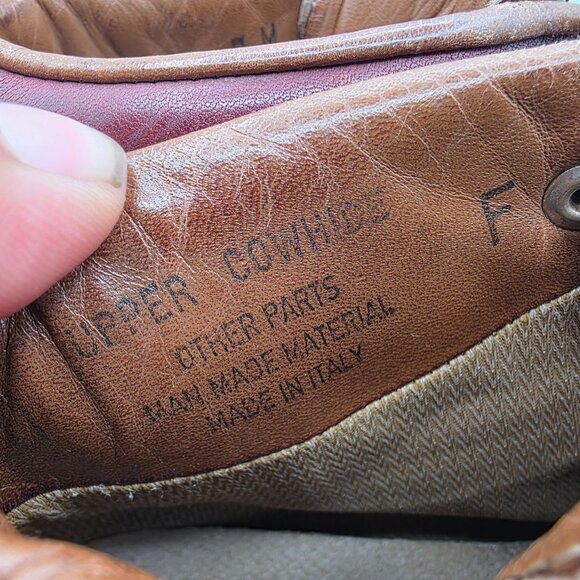 UPPER COWHIDE
F
OTHER PARTS
MAN MADE MATERIAL
MADE IN ITALY